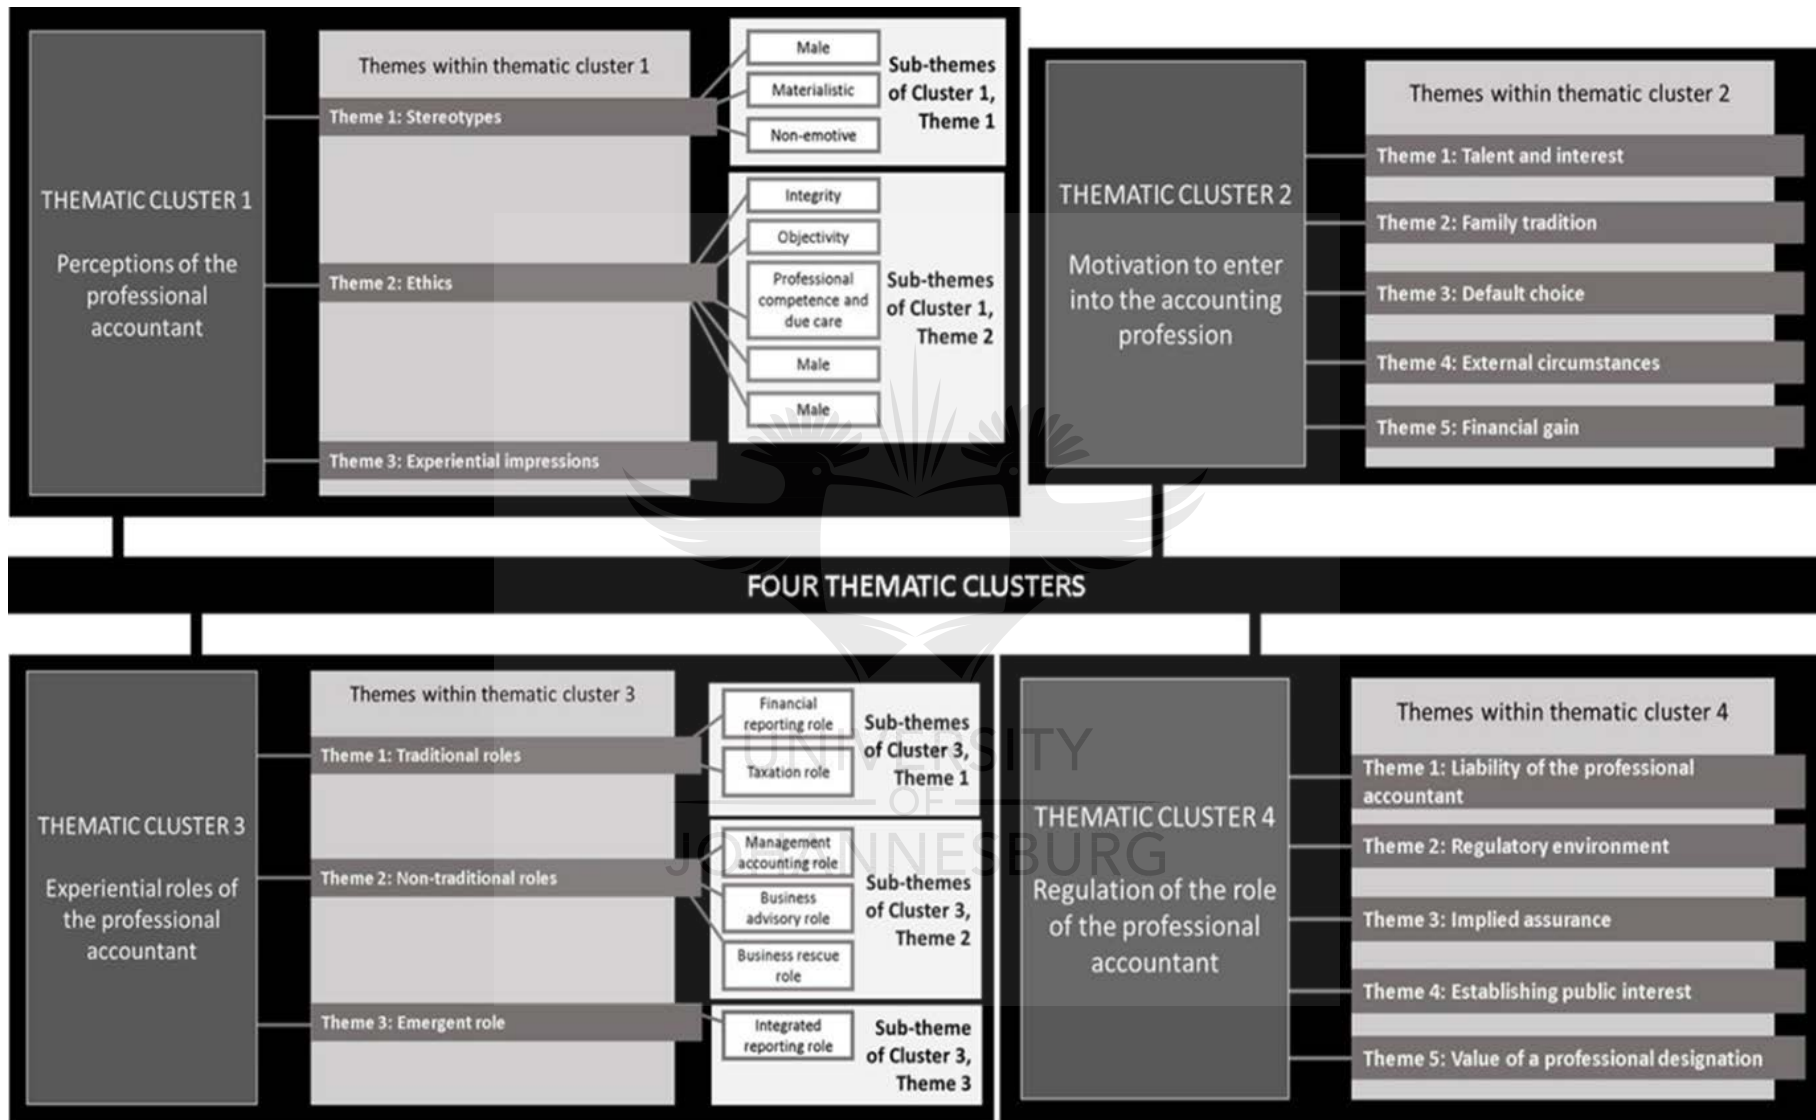 THEMATIC CLUSTER 1
Perceptions of the
professional
accountant
Themes within thematic cluster 1
Theme 1: Stereotypes
Theme 2: Ethics
Theme 3: Experiential impressions
Male
Materialistic
Non-emotive
Sub-themes
of Cluster 1,
Theme 1
Integrity
Objectivity
Professional
competence and
due care
Male
Male
Sub-themes
of Cluster 1,
Theme 2
THEMATIC CLUSTER 2
Motivation to enter
into the accounting
profession
Themes within thematic cluster 2
Theme 1: Talent and interest
Theme 2: Family tradition
Theme 3: Default choice
Theme 4: External circumstances
Theme 5: Financial gain
FOUR THEMATIC CLUSTERS
THEMATIC CLUSTER 3
Experiential roles of
the professional
accountant
Themes within thematic cluster 3
Theme 1: Traditional roles
Theme 2: Non-traditional roles
Theme 3: Emergent role
Financial
reporting role
Taxation role
Sub-themes
of Cluster 3,
Theme 1
Management
accounting role
Business
advisory role
Business rescue
role
Sub-themes
of Cluster 3,
Theme 2
Integrated
reporting role
Sub-theme
of Cluster 3,
Theme 3
THEMATIC CLUSTER 4
Regulation of the role
of the professional
accountant
Themes within thematic cluster 4
Theme 1: Liability of the professional
accountant
Theme 2: Regulatory environment
Theme 3: Implied assurance
Theme 4: Establishing public interest
Theme 5: Value of a professional designation
UNIVERSITY
OF
JOHANNESBURG